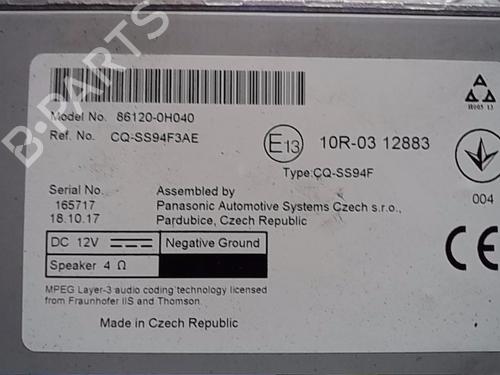 Model No. 86120-0H040
Ref. No. CQ-SS94F3AE
E13 10R-03 12883
Type:CQ-SS94F
004
Serial No.
165717
18.10.17
Assembled by
Panasonic Automotive Systems Czech s.r.o.,
Pardubice, Czech Republic
DC 12V Negative Ground
Speaker 4 Ω
CE
MPEG Layer-3 audio coding technology licensed
from Fraunhofer IIS and Thomson.
Made in Czech Republic
B-PARTS